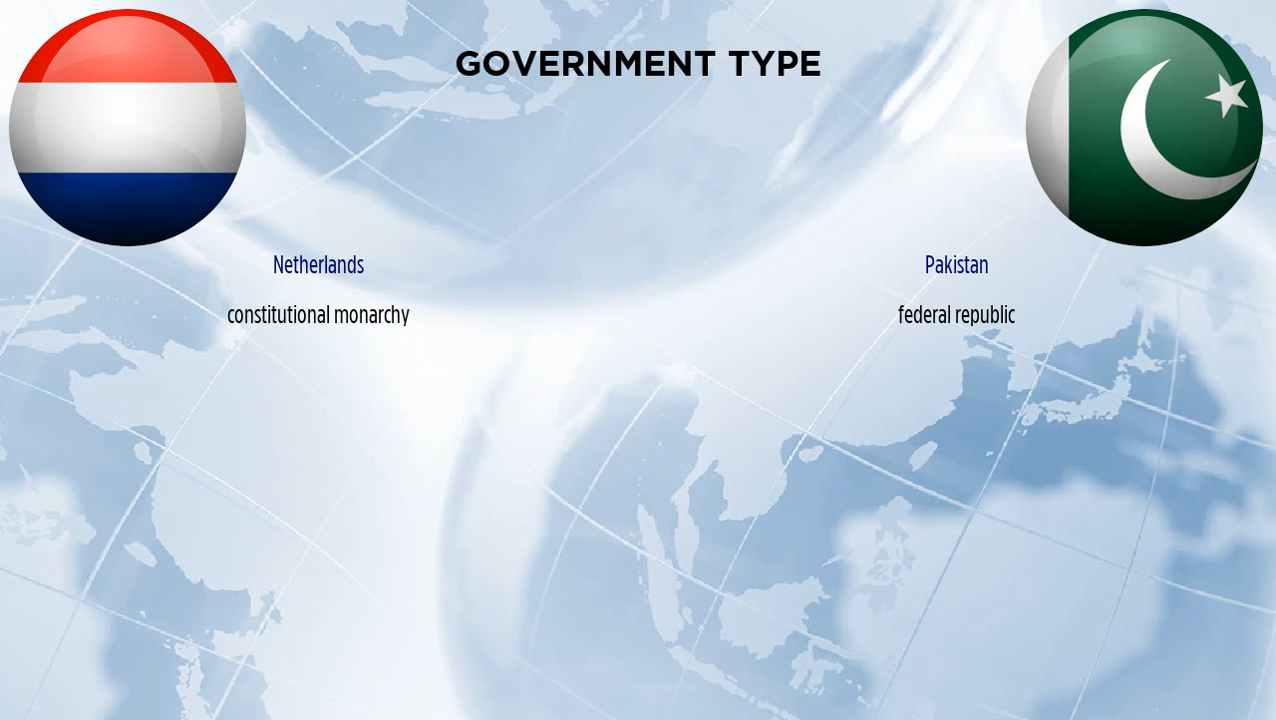 GOVERNMENT TYPE
Netherlands
Pakistan
constitutional monarchy
federal republic